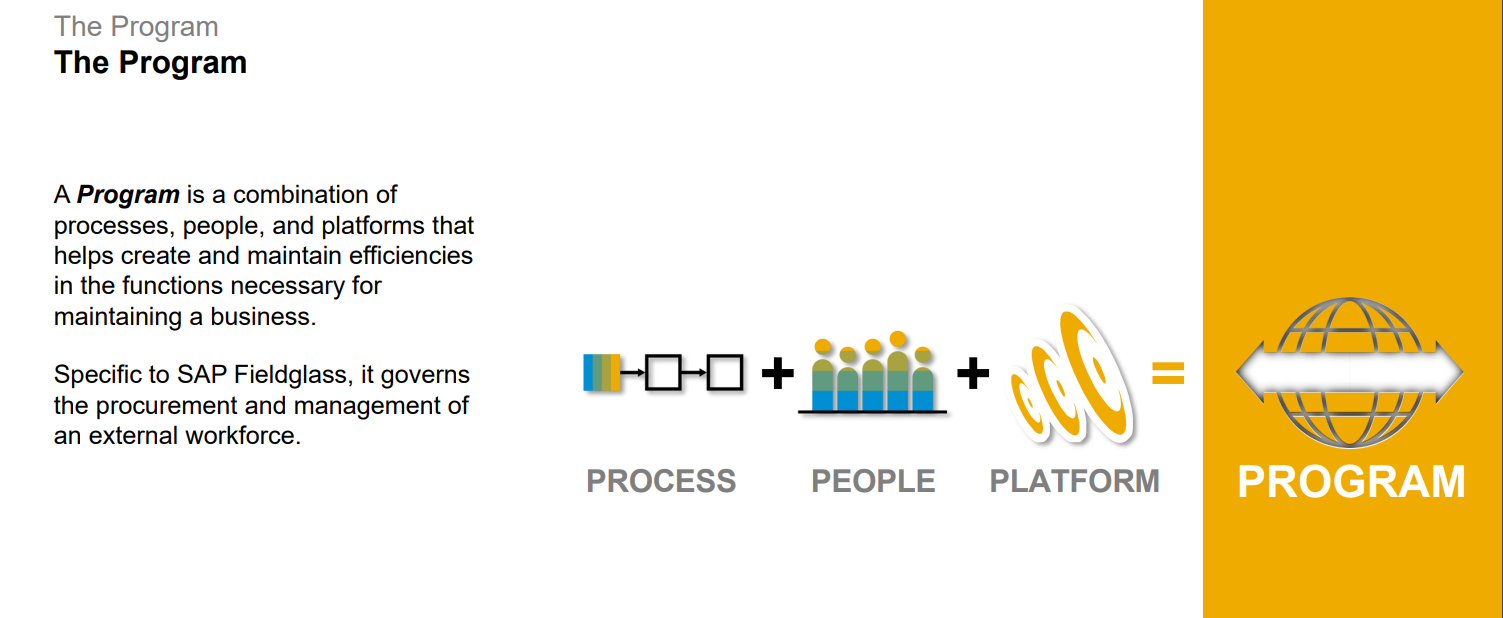 The Program
The Program
A Program is a combination of
processes, people, and platforms that
helps create and maintain efficiencies
in the functions necessary for
maintaining a business.
Specific to SAP Fieldglass, it governs
the procurement and management of
an external workforce.
+ + =
PROCESS PEOPLE PLATFORM PROGRAM